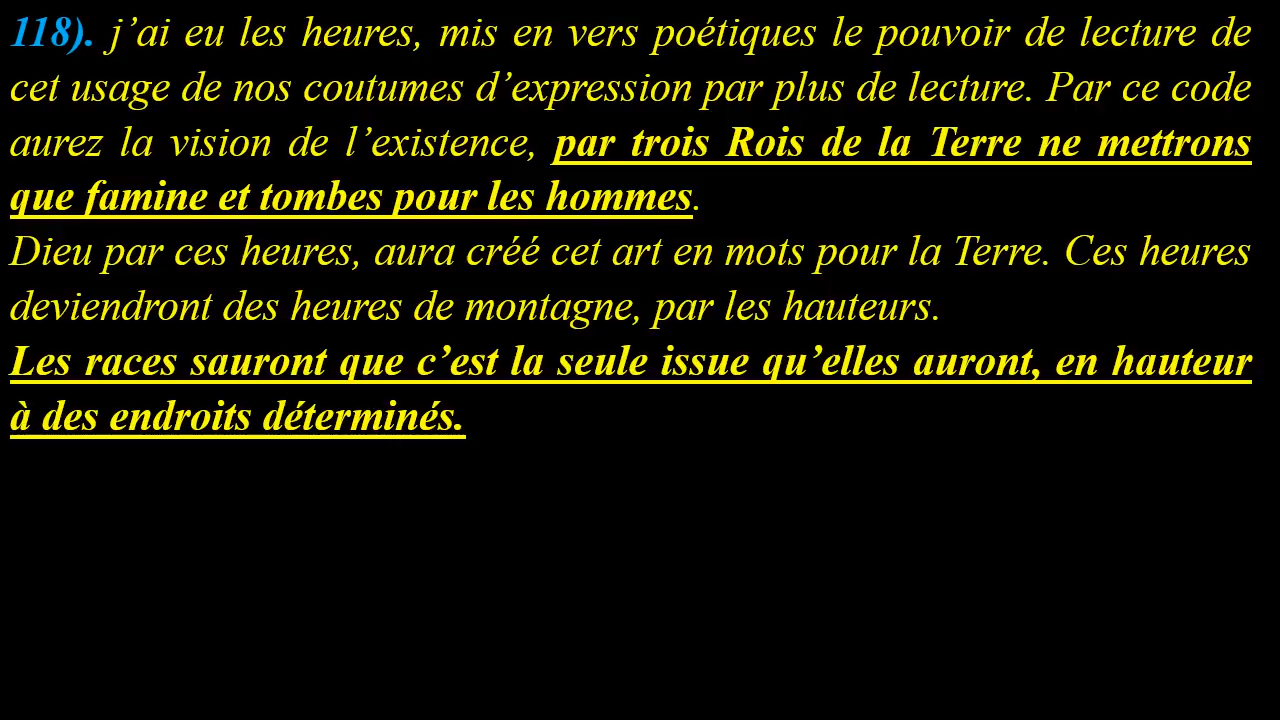 118). j’ai eu les heures, mis en vers poétiques le pouvoir de lecture de
cet usage de nos coutumes d’expression par plus de lecture. Par ce code
aurez la vision de l’existence, par trois Rois de la Terre ne mettrons
que famine et tombes pour les hommes.
Dieu par ces heures, aura créé cet art en mots pour la Terre. Ces heures
deviendront des heures de montagne, par les hauteurs.
Les races sauront que c’est la seule issue qu’elles auront, en hauteur
à des endroits déterminés.